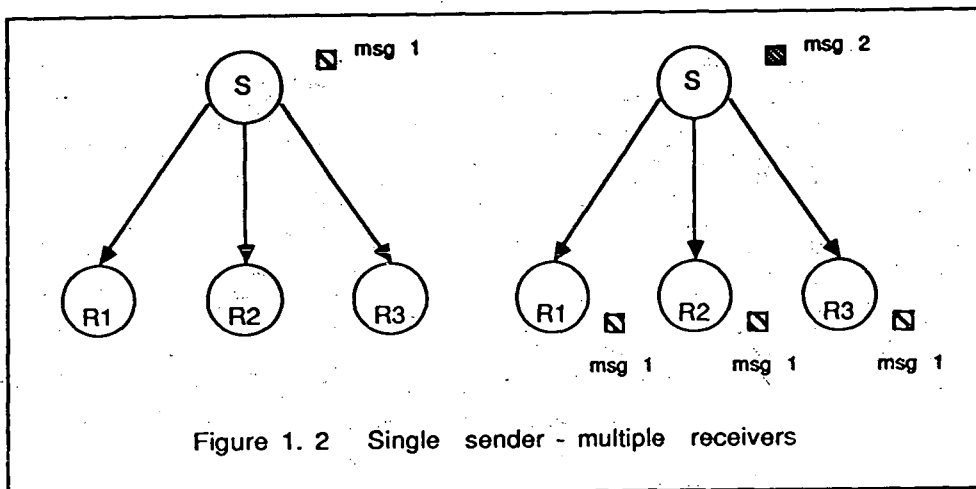 msg 1
S
R1
R2
R3
msg 2
S
R1
R2
R3
msg 1
msg 1
msg 1
Figure 1. 2 Single sender - multiple receivers